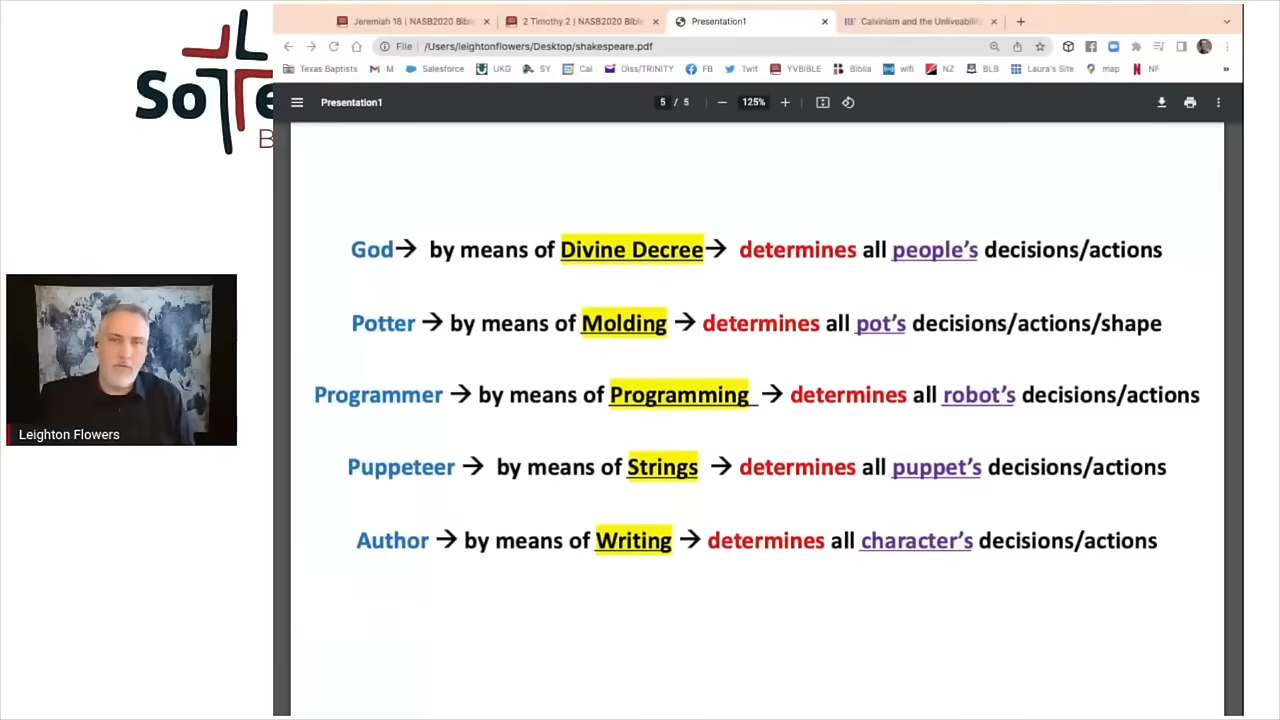 SoTe
B
Leighton Flowers
Jeremiah 18 | NASB2020 Bible
2 Timothy 2 | NASB2020 Bible
Presentation1
Calvinism and the Unliveability
File /Users/leightonflowers/Desktop/shakespeare.pdf
Texas Baptists M Salesforce UKG SY Cal Diss/TRINITY FB Twit YVBIBLE Biblia wifi NZ BLB Laura's Site map NF »
Presentation1 5 / 5 — 125% +
God→ by means of Divine Decree→ determines all people's decisions/actions
Potter → by means of Molding → determines all pot's decisions/actions/shape
Programmer → by means of Programming → determines all robot's decisions/actions
Puppeteer → by means of Strings → determines all puppet's decisions/actions
Author → by means of Writing → determines all character's decisions/actions